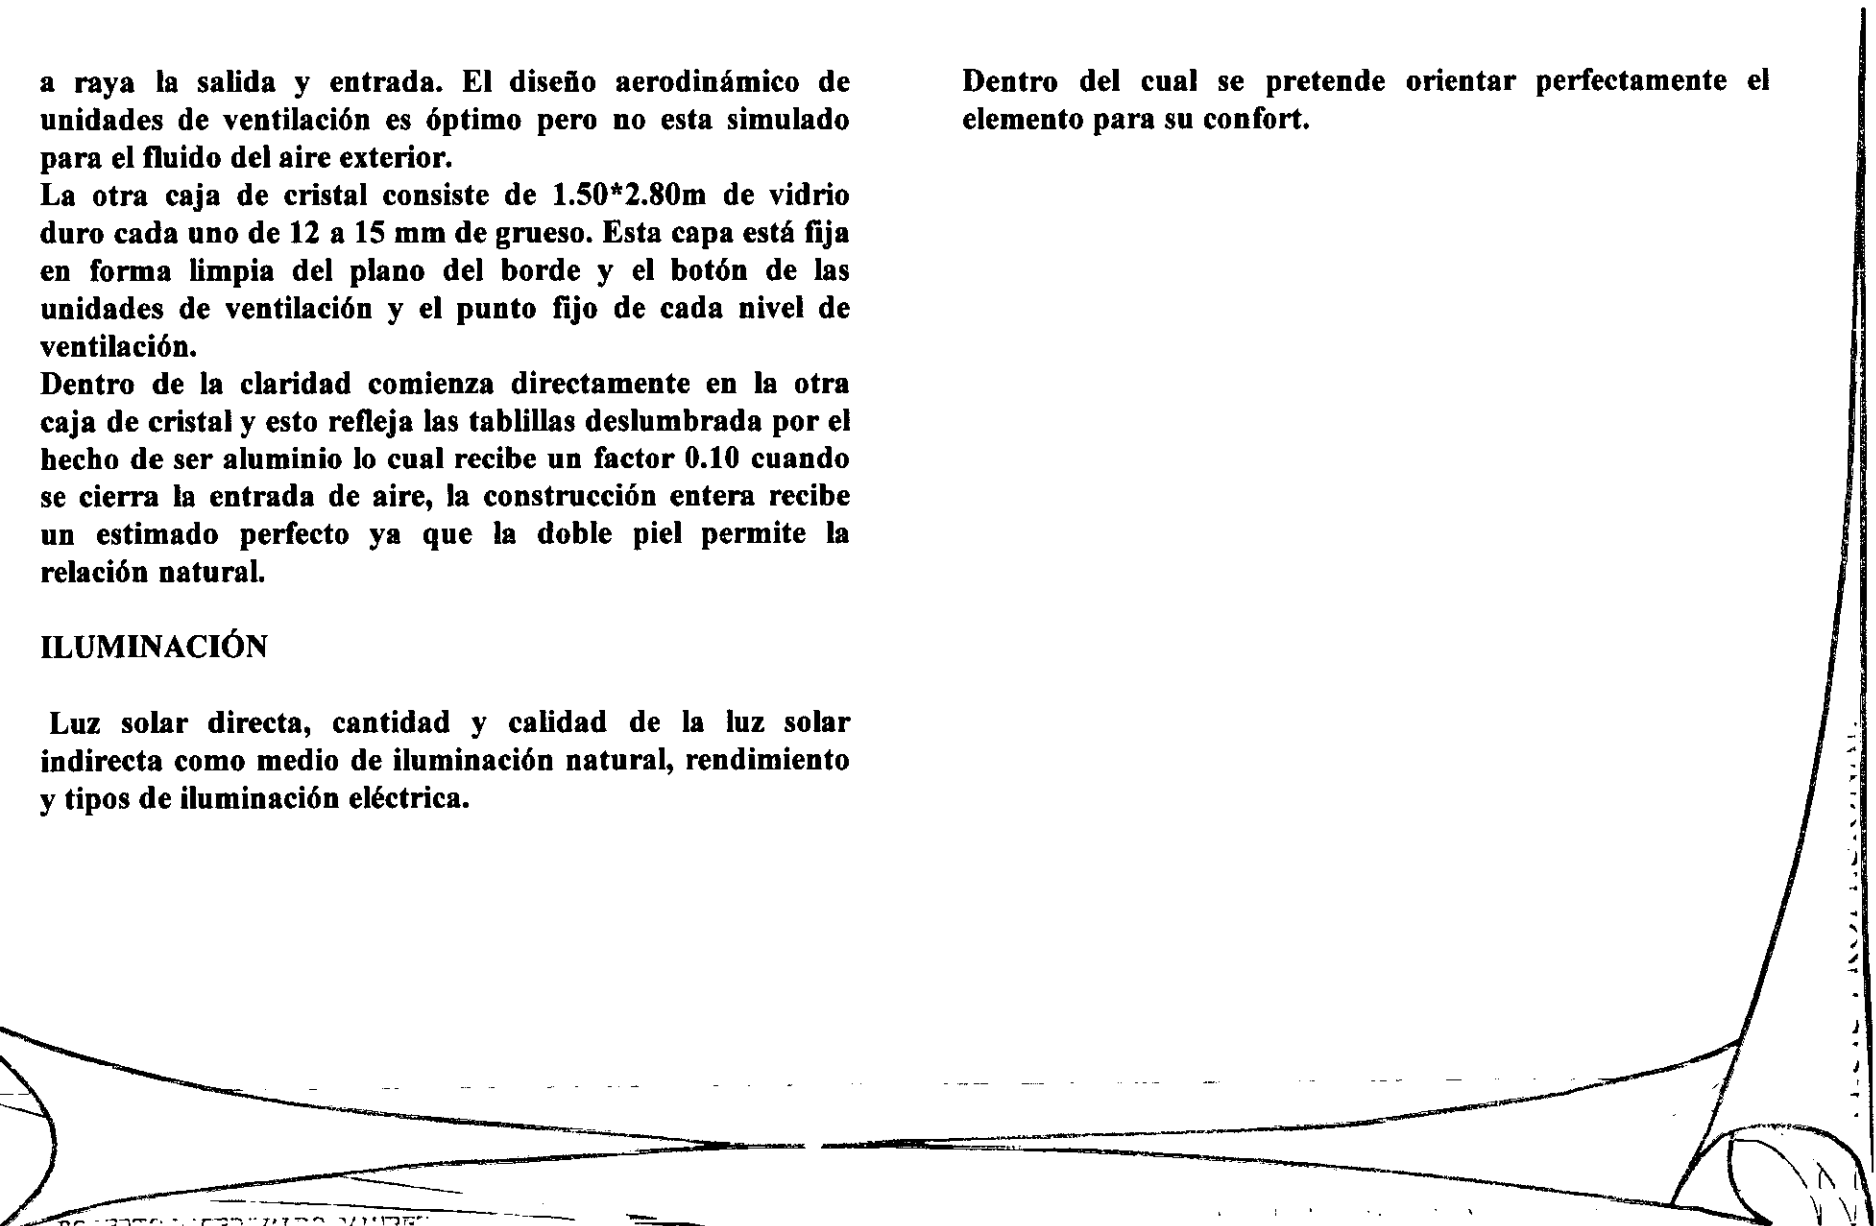 a raya la salida y entrada. El diseño aerodinámico de
unidades de ventilación es óptimo pero no esta simulado
para el fluido del aire exterior.
La otra caja de cristal consiste de 1.50*2.80m de vidrio
duro cada uno de 12 a 15 mm de grueso. Esta capa está fija
en forma limpia del plano del borde y el botón de las
unidades de ventilación y el punto fijo de cada nivel de
ventilación.
Dentro de la claridad comienza directamente en la otra
caja de cristal y esto refleja las tablillas deslumbrada por el
hecho de ser aluminio lo cual recibe un factor 0.10 cuando
se cierra la entrada de aire, la construcción entera recibe
un estimado perfecto ya que la doble piel permite la
relación natural.
ILUMINACIÓN
Luz solar directa, cantidad y calidad de la luz solar
indirecta como medio de iluminación natural, rendimiento
y tipos de iluminación eléctrica.
Dentro del cual se pretende orientar perfectamente el
elemento para su confort.